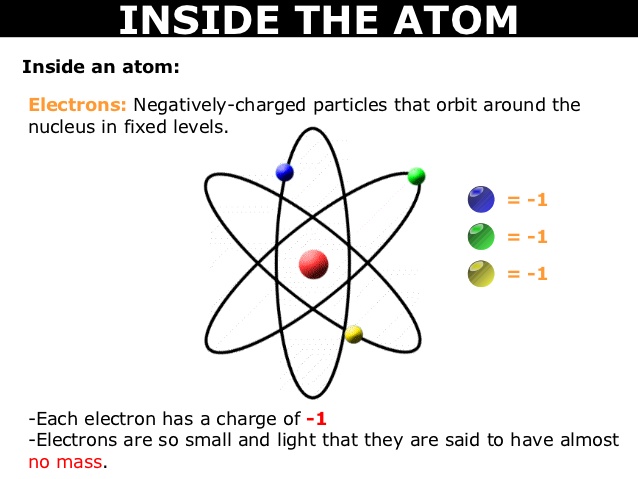 INSIDE THE ATOM
Inside an atom:
Electrons: Negatively-charged particles that orbit around the
nucleus in fixed levels.
= -1
= -1
= -1
-Each electron has a charge of -1
-Electrons are so small and light that they are said to have almost
no mass.